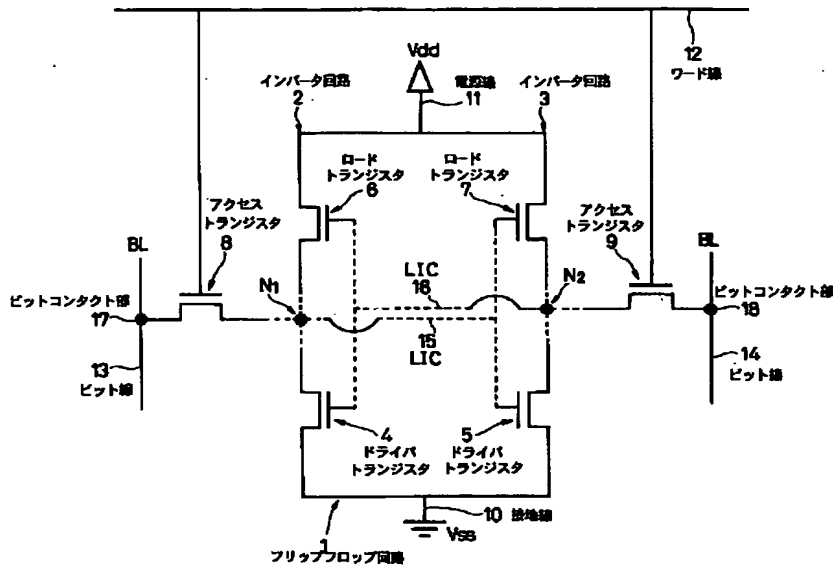 12
ワード線
Vdd
インバータ回路
2
電源線
11
インバータ回路
3
ロード
トランジスタ
6
ロード
トランジスタ
7
アクセス
トランジスタ
8
アクセス
トランジスタ
9
BL
BL
N1
LIC
16
N2
ビットコンタクト部
17
ビットコンタクト部
18
15
LIC
13
ビット線
14
ビット線
4
ドライバ
トランジスタ
5
ドライバ
トランジスタ
10 接地線
Vss
1
フリップフロップ回路